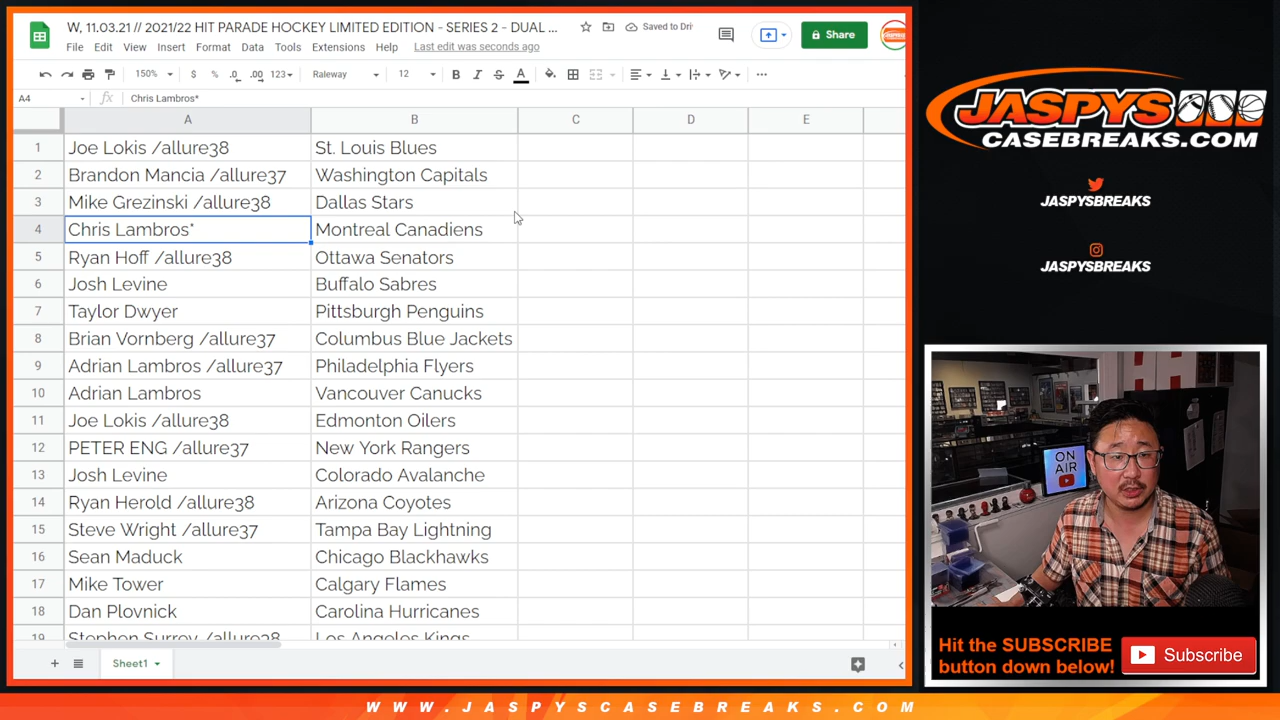 W, 11.03.21 // 2021/22 HIT PARADE HOCKEY LIMITED EDITION - SERIES 2 - DUAL ...
Saved to Dri
Share
File Edit View Insert Format Data Tools Extensions Help Last edit was seconds ago
150% $ % .0 .00 123 Raleway 12 B I S A
A4 fx Chris Lambros*
A B C D E
1 Joe Lokis /allure38 St. Louis Blues
2 Brandon Mancia /allure37 Washington Capitals
3 Mike Grezinski /allure38 Dallas Stars
4 Chris Lambros* Montreal Canadiens
5 Ryan Hoff /allure38 Ottawa Senators
6 Josh Levine Buffalo Sabres
7 Taylor Dwyer Pittsburgh Penguins
8 Brian Vornberg /allure37 Columbus Blue Jackets
9 Adrian Lambros /allure37 Philadelphia Flyers
10 Adrian Lambros Vancouver Canucks
11 Joe Lokis /allure38 Edmonton Oilers
12 PETER ENG /allure37 New York Rangers
13 Josh Levine Colorado Avalanche
14 Ryan Herold /allure38 Arizona Coyotes
15 Steve Wright /allure37 Tampa Bay Lightning
16 Sean Maduck Chicago Blackhawks
17 Mike Tower Calgary Flames
18 Dan Plovnick Carolina Hurricanes
19 Stephen Surrey /allure38 Los Angeles Kings
Sheet1
JASPYS
CASEBREAKS.COM
JASPYSBREAKS
JASPYSBREAKS
ON
AIR
Hit the SUBSCRIBE
button down below!
Subscribe
WWW.JASPYSCASEBREAKS.COM